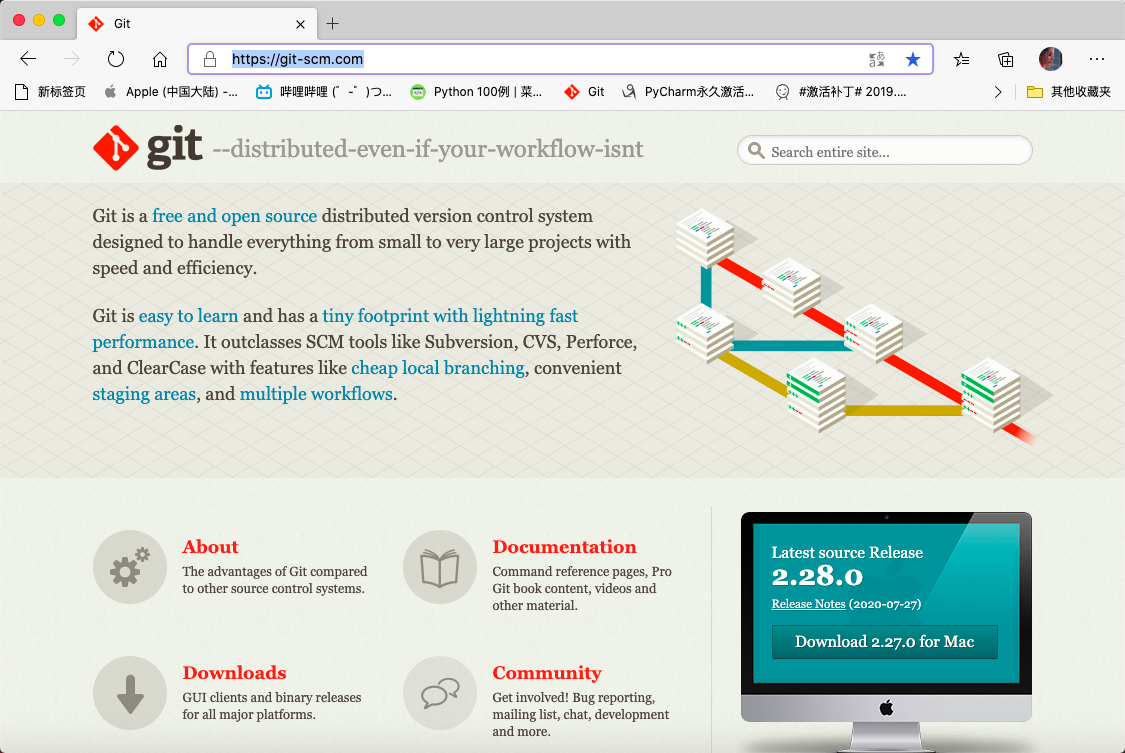 Git
https://git-scm.com
新标签页
Apple (中国大陆) -...
哔哩哔哩 (゜-゜)つ...
Python 100例 | 菜...
Git
PyCharm永久激活...
#激活补丁# 2019....
其他收藏夹
git --distributed-even-if-your-workflow-isnt
Search entire site...
Git is a free and open source distributed version control system
designed to handle everything from small to very large projects with
speed and efficiency.
Git is easy to learn and has a tiny footprint with lightning fast
performance. It outclasses SCM tools like Subversion, CVS, Perforce,
and ClearCase with features like cheap local branching, convenient
staging areas, and multiple workflows.
About
The advantages of Git compared
to other source control systems.
Documentation
Command reference pages, Pro
Git book content, videos and
other material.
Downloads
GUI clients and binary releases
for all major platforms.
Community
Get involved! Bug reporting,
mailing list, chat, development
and more.
Latest source Release
2.28.0
Release Notes (2020-07-27)
Download 2.27.0 for Mac